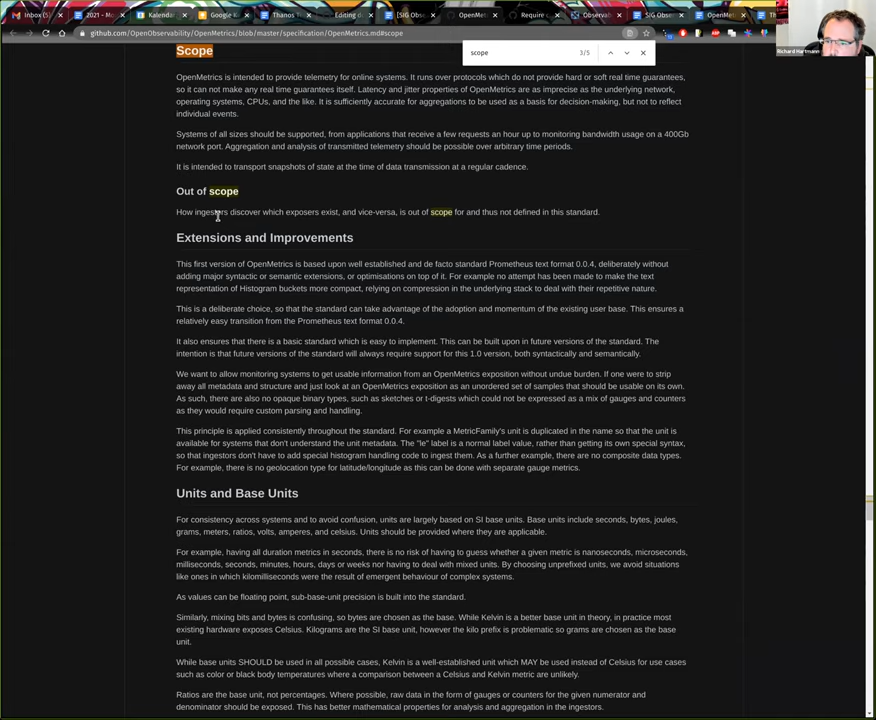 Inbox (5)
2021 - Mo
Kalendar
Google K
Thanos T
Editing d
[SIG Obse
OpenMet
Require u
Observab
SIG Obse
OpenMet
Th
github.com/OpenObservability/OpenMetrics/blob/master/specification/OpenMetrics.md#scope
scope
3/5
Richard Hartmann
Scope
OpenMetrics is intended to provide telemetry for online systems. It runs over protocols which do not provide hard or soft real time guarantees,
so it can not make any real time guarantees itself. Latency and jitter properties of OpenMetrics are as imprecise as the underlying network,
operating systems, CPUs, and the like. It is sufficiently accurate for aggregations to be used as a basis for decision-making, but not to reflect
individual events.
Systems of all sizes should be supported, from applications that receive a few requests an hour up to monitoring bandwidth usage on a 400Gb
network port. Aggregation and analysis of transmitted telemetry should be possible over arbitrary time periods.
It is intended to transport snapshots of state at the time of data transmission at a regular cadence.
Out of scope
How ingestors discover which exposers exist, and vice-versa, is out of scope for and thus not defined in this standard.
Extensions and Improvements
This first version of OpenMetrics is based upon well established and de facto standard Prometheus text format 0.0.4, deliberately without
adding major syntactic or semantic extensions, or optimisations on top of it. For example no attempt has been made to make the text
representation of Histogram buckets more compact, relying on compression in the underlying stack to deal with their repetitive nature.
This is a deliberate choice, so that the standard can take advantage of the adoption and momentum of the existing user base. This ensures a
relatively easy transition from the Prometheus text format 0.0.4.
It also ensures that there is a basic standard which is easy to implement. This can be built upon in future versions of the standard. The
intention is that future versions of the standard will always require support for this 1.0 version, both syntactically and semantically.
We want to allow monitoring systems to get usable information from an OpenMetrics exposition without undue burden. If one were to strip
away all metadata and structure and just look at an OpenMetrics exposition as an unordered set of samples that should be usable on its own.
As such, there are also no opaque binary types, such as sketches or t-digests which could not be expressed as a mix of gauges and counters
as they would require custom parsing and handling.
This principle is applied consistently throughout the standard. For example a MetricFamily's unit is duplicated in the name so that the unit is
available for systems that don't understand the unit metadata. The "le" label is a normal label value, rather than getting its own special syntax,
so that ingestors don't have to add special histogram handling code to ingest them. As a further example, there are no composite data types.
For example, there is no geolocation type for latitude/longitude as this can be done with separate gauge metrics.
Units and Base Units
For consistency across systems and to avoid confusion, units are largely based on SI base units. Base units include seconds, bytes, joules,
grams, meters, ratios, volts, amperes, and celsius. Units should be provided where they are applicable.
For example, having all duration metrics in seconds, there is no risk of having to guess whether a given metric is nanoseconds, microseconds,
milliseconds, seconds, minutes, hours, days or weeks nor having to deal with mixed units. By choosing unprefixed units, we avoid situations
like ones in which kilomilliseconds were the result of emergent behaviour of complex systems.
As values can be floating point, sub-base-unit precision is built into the standard.
Similarly, mixing bits and bytes is confusing, so bytes are chosen as the base. While Kelvin is a better base unit in theory, in practice most
existing hardware exposes Celsius. Kilograms are the SI base unit, however the kilo prefix is problematic so grams are chosen as the base
unit.
While base units SHOULD be used in all possible cases, Kelvin is a well-established unit which MAY be used instead of Celsius for use cases
such as color or black body temperatures where a comparison between a Celsius and Kelvin metric are unlikely.
Ratios are the base unit, not percentages. Where possible, raw data in the form of gauges or counters for the given numerator and
denominator should be exposed. This has better mathematical properties for analysis and aggregation in the ingestors.